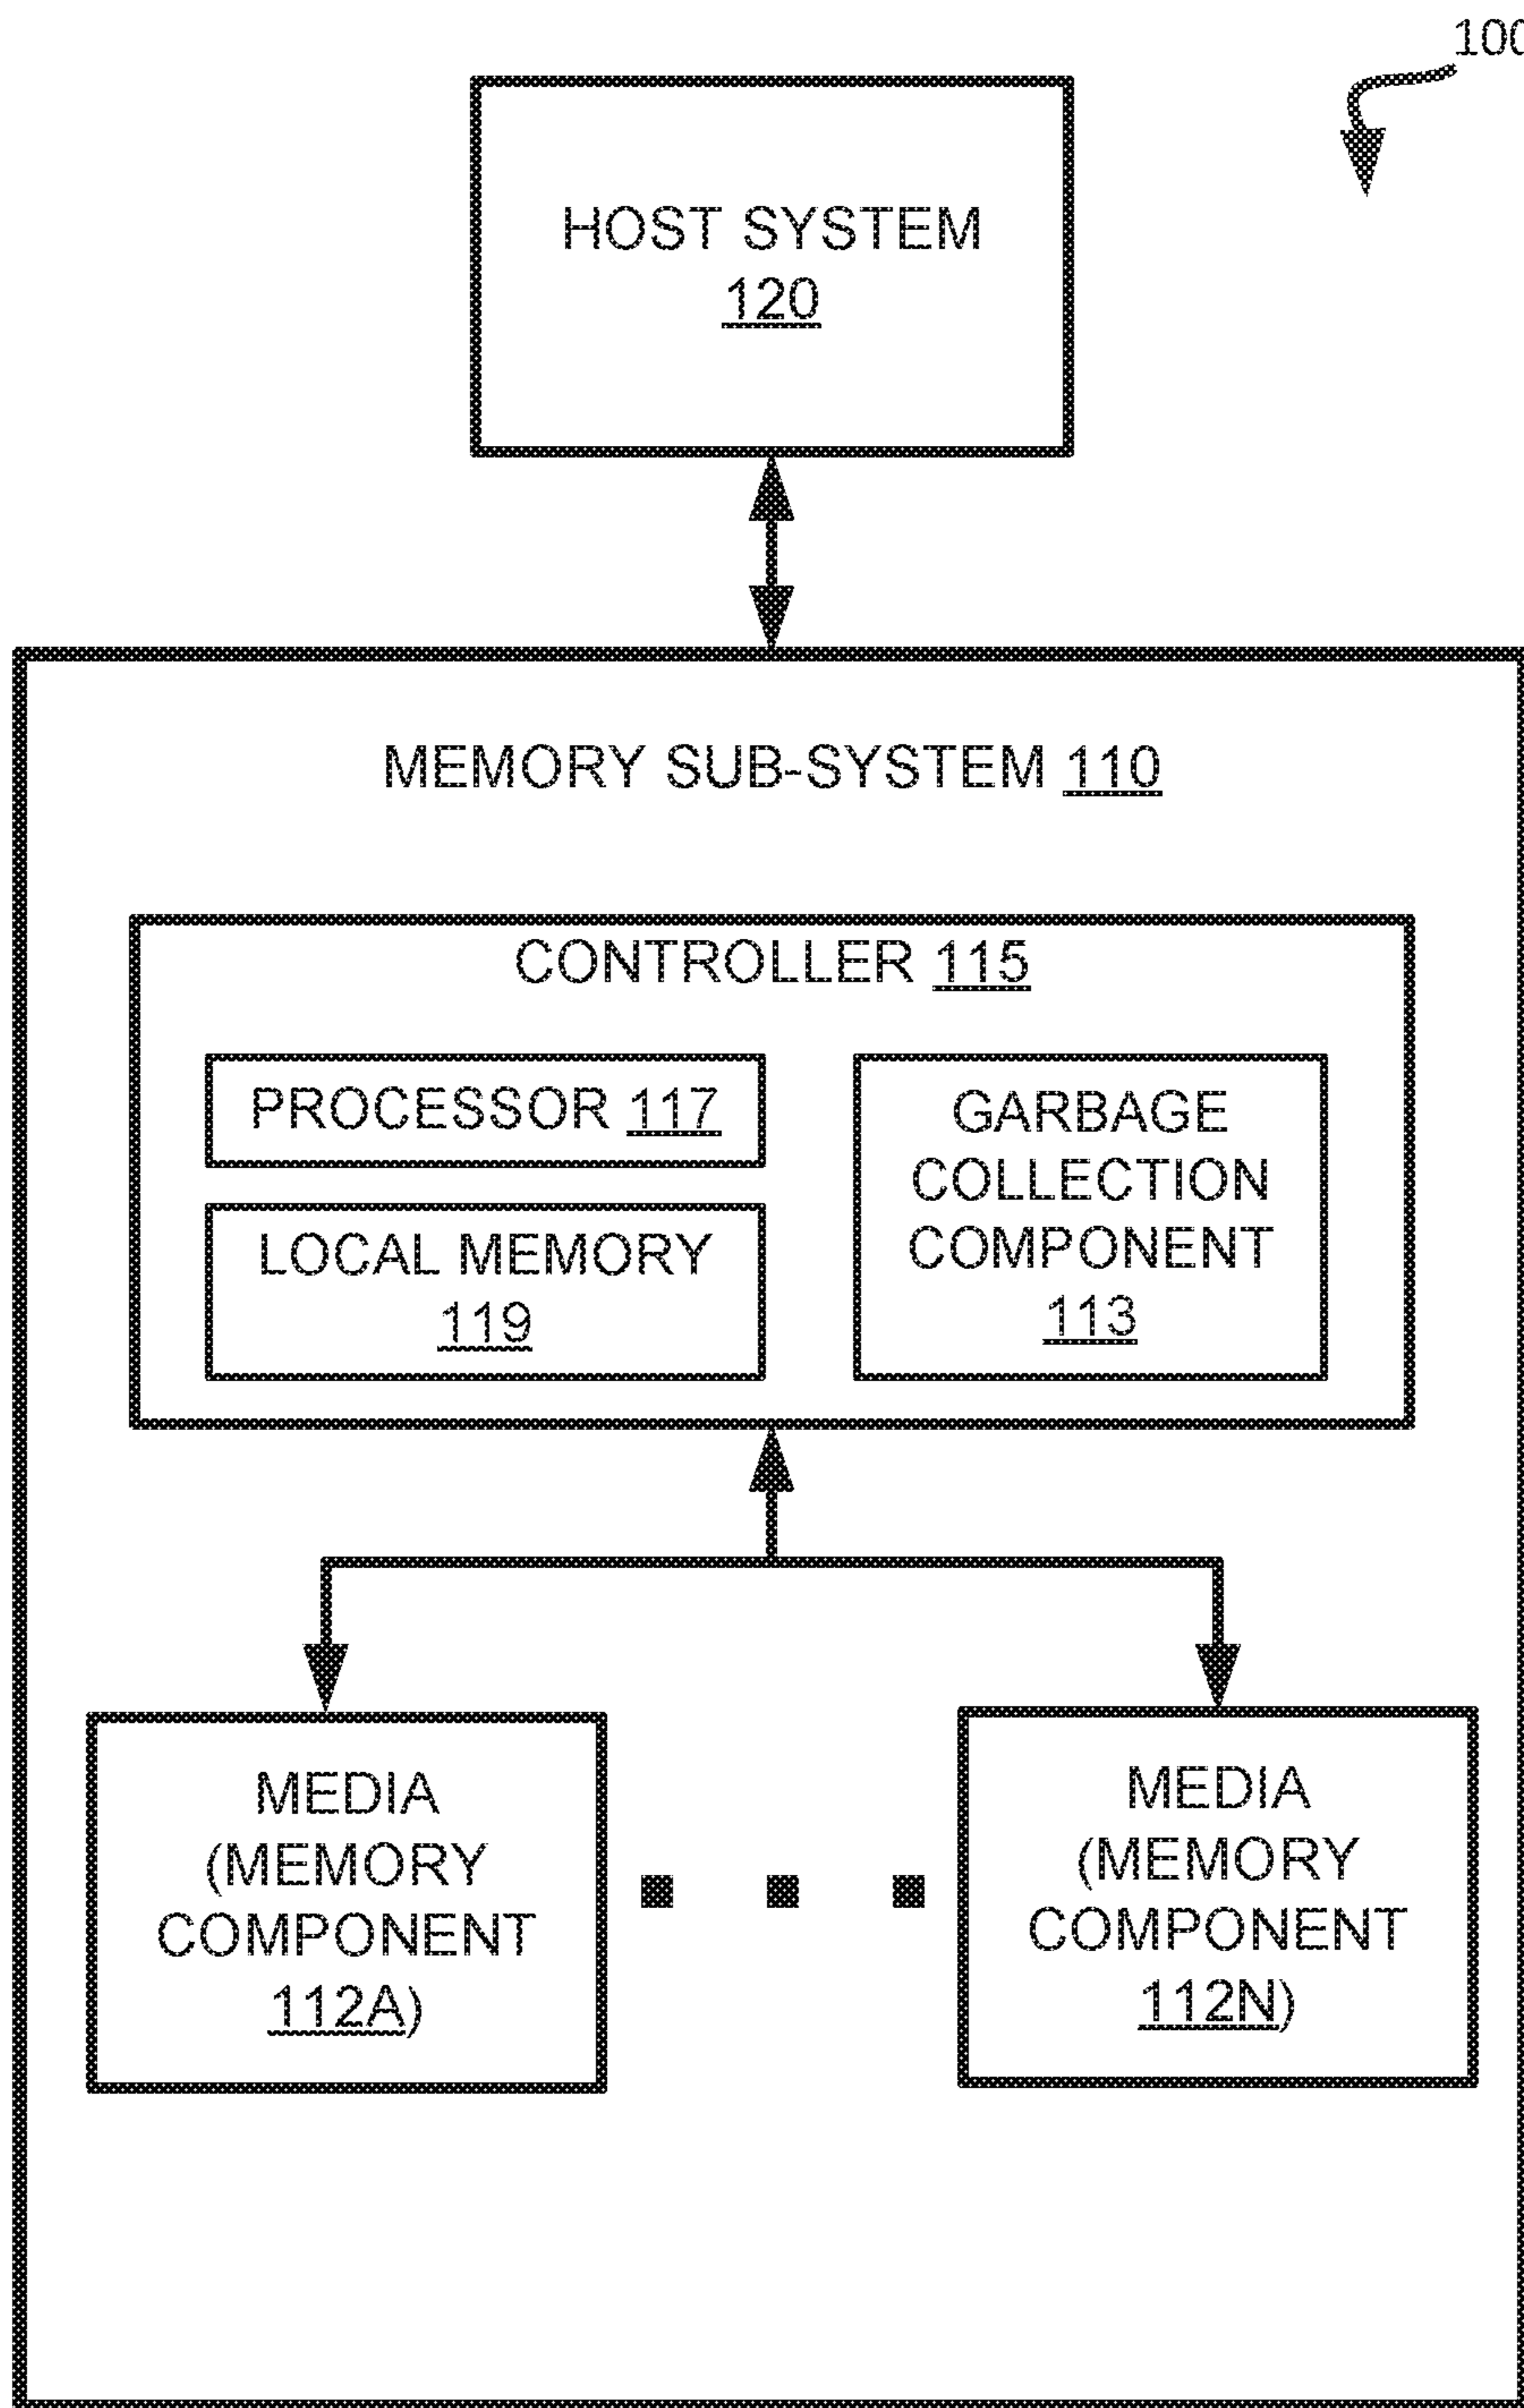 100
HOST SYSTEM
120
MEMORY SUB-SYSTEM 110
CONTROLLER 115
PROCESSOR 117
LOCAL MEMORY
119
GARBAGE
COLLECTION
COMPONENT
113
MEDIA
(MEMORY
COMPONENT
112A)
MEDIA
(MEMORY
COMPONENT
112N)